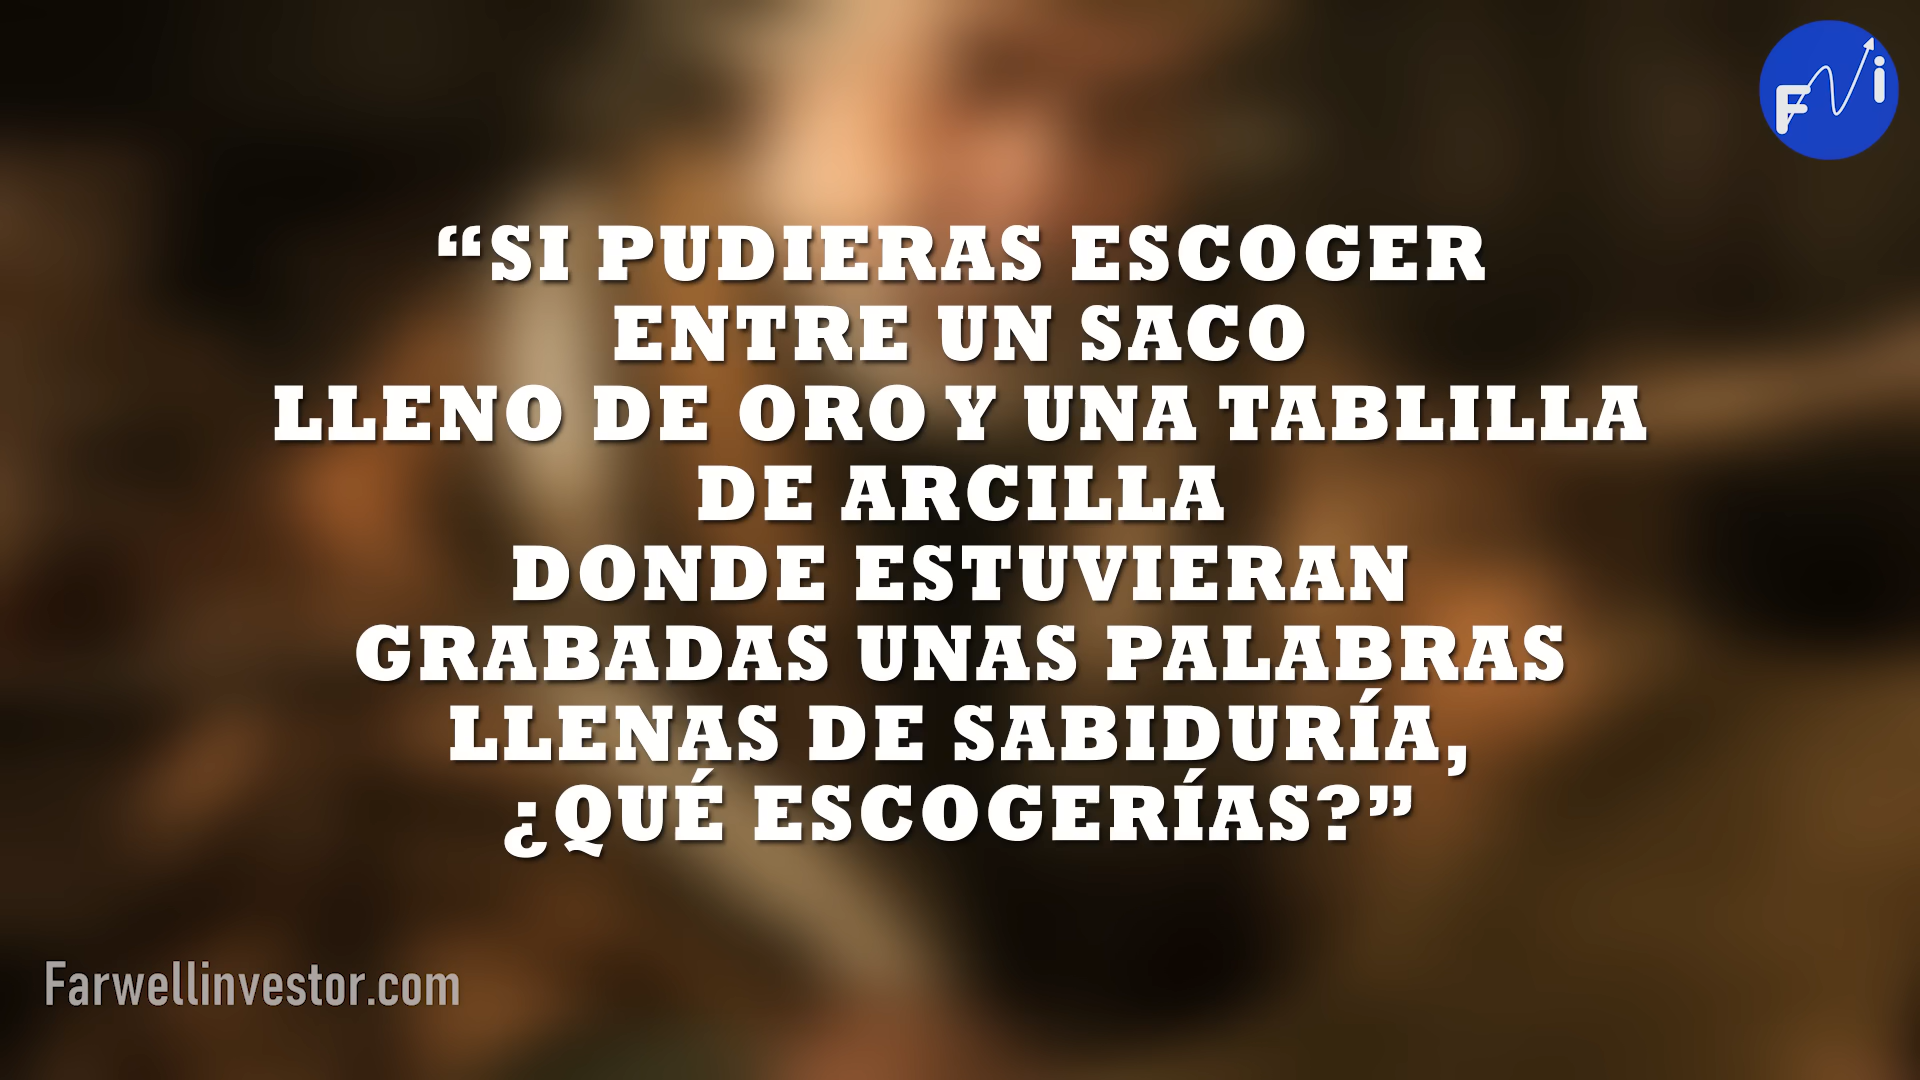 F i
“SI PUDIERAS ESCOGER
ENTRE UN SACO
LLENO DE ORO Y UNA TABLILLA
DE ARCILLA
DONDE ESTUVIERAN
GRABADAS UNAS PALABRAS
LLENAS DE SABIDURÍA,
¿QUÉ ESCOGERÍAS?”
Farwellinvestor.com